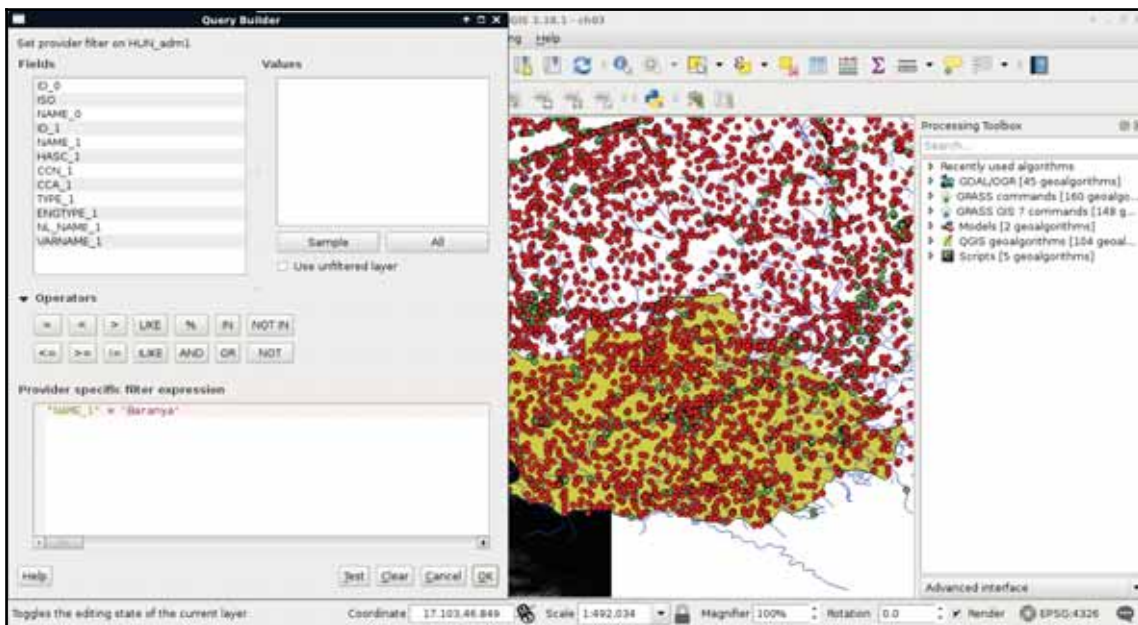 Query Builder
GIS 2.18.1 - ch03
Help
Set provider filter on HUN_adm1
Fields
Values
ID_0
ISO
NAME_0
ID_1
NAME_1
HASC_1
CCN_1
CCA_1
TYPE_1
ENGTYPE_1
NL_NAME_1
VARNAME_1
Sample
All
Use unfiltered layer
Operators
= < > LIKE % IN NOT IN
<= >= != ILIKE AND OR NOT
Provider specific filter expression
"NAME_1" = 'Baranya'
Help
Test
Clear
Cancel
OK
Processing Toolbox
Search...
Recently used algorithms
GDAL/OGR [45 geoalgorithms]
GRASS commands [160 geoalgo...
GRASS GIS 7 commands [148 g...
Models [2 geoalgorithms]
QGIS geoalgorithms [104 geoal...
Scripts [5 geoalgorithms]
Advanced interface
Toggles the editing state of the current layer
Coordinate 17.103,46.849
Scale 1:492.034
Magnifier 100%
Rotation 0.0
Render
EPSG:4326